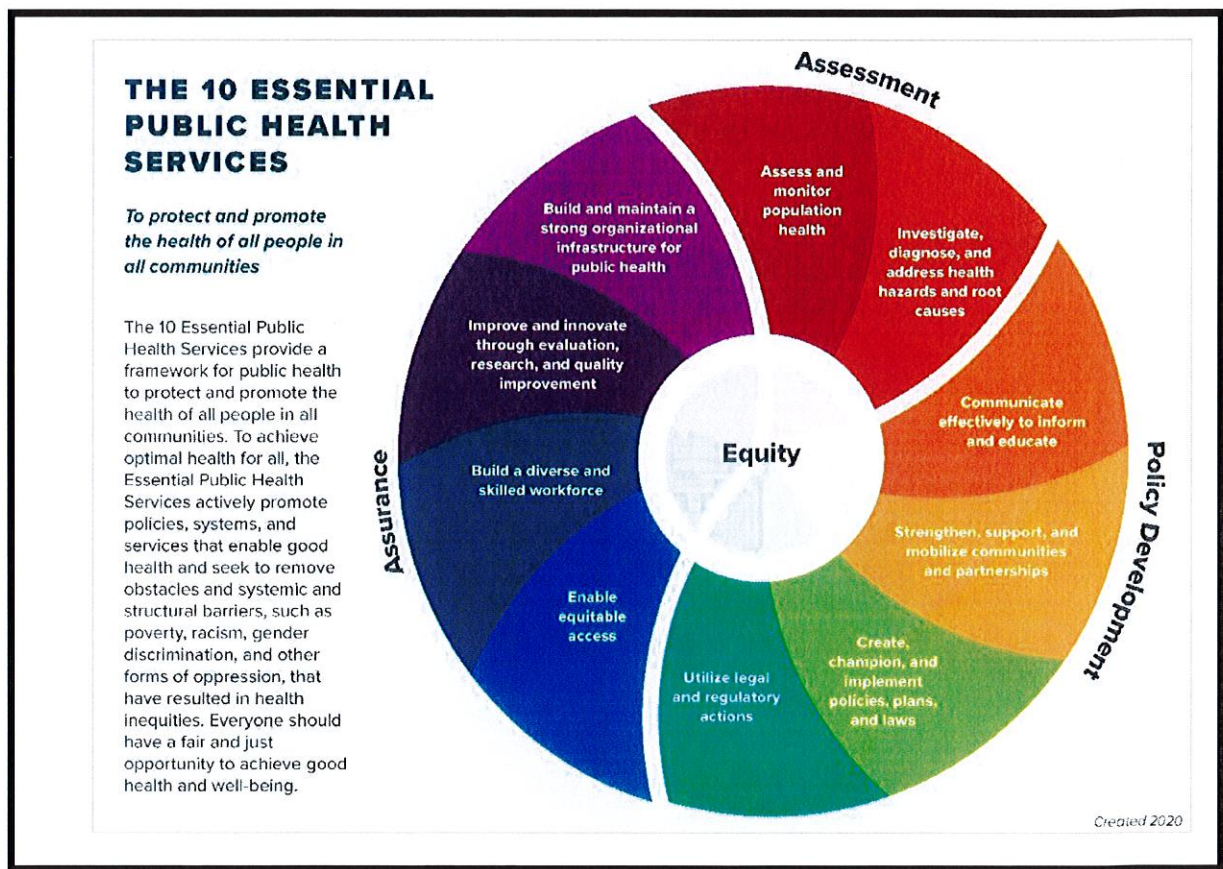 THE 10 ESSENTIAL
PUBLIC HEALTH
SERVICES
To protect and promote
the health of all people in
all communities
The 10 Essential Public
Health Services provide a
framework for public health
to protect and promote the
health of all people in all
communities. To achieve
optimal health for all, the
Essential Public Health
Services actively promote
policies, systems, and
services that enable good
health and seek to remove
obstacles and systemic and
structural barriers, such as
poverty, racism, gender
discrimination, and other
forms of oppression, that
have resulted in health
inequities. Everyone should
have a fair and just
opportunity to achieve good
health and well-being.
Assessment
Assess and
monitor
population
health
Investigate,
diagnose, and
address health
hazards and root
causes
Policy Development
Communicate
effectively to inform
and educate
Strengthen, support, and
mobilize communities
and partnerships
Create,
champion, and
implement
policies, plans,
and laws
Utilize legal
and regulatory
actions
Assurance
Enable
equitable
access
Build a diverse and
skilled workforce
Improve and innovate
through evaluation,
research, and quality
improvement
Build and maintain a
strong organizational
infrastructure for
public health
Equity
Created 2020